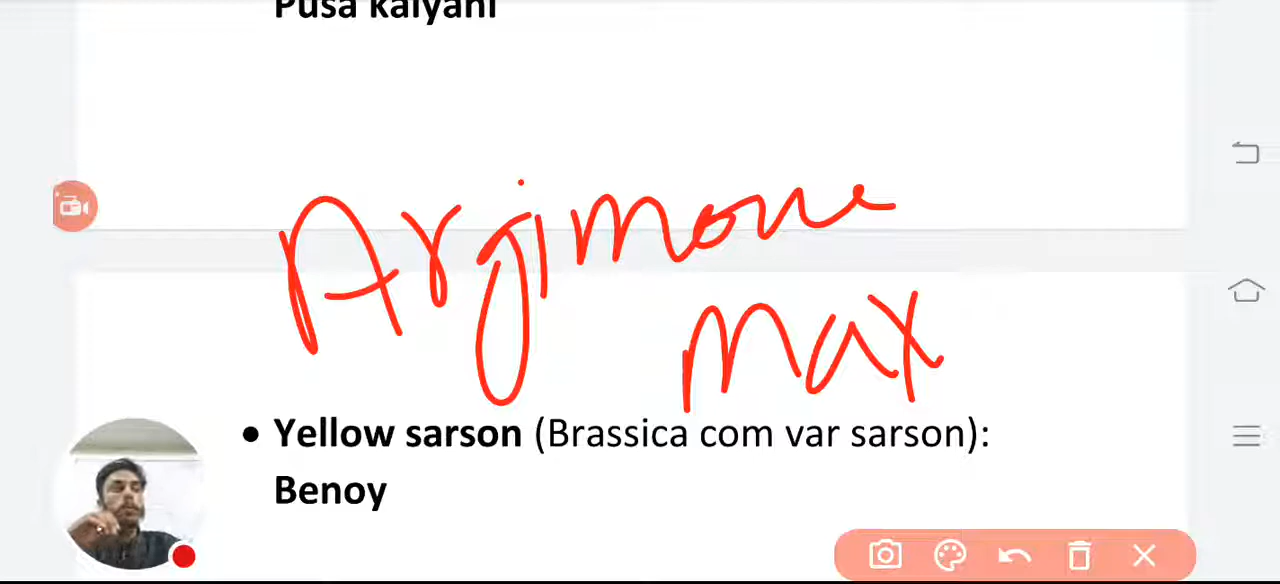 Pusa kalyani
Argimone
Max
• Yellow sarson (Brassica com var sarson):
Benoy